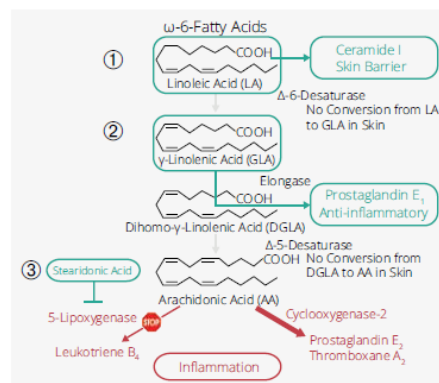 ω-6-Fatty Acids
①
COOH
Linoleic Acid (LA)
Ceramide I
Skin Barrier
Δ-6-Desaturase
No Conversion from LA
to GLA in Skin
②
COOH
γ-Linolenic Acid (GLA)
Elongase
COOH
Dihomo-γ-Linolenic Acid (DGLA)
Prostaglandin E₁
Anti-inflammatory
Δ-5-Desaturase
No Conversion from
DGLA to AA in Skin
③
Stearidonic Acid
COOH
Arachidonic Acid (AA)
5-Lipoxygenase
STOP
Cyclooxygenase-2
Leukotriene B₄
Prostaglandin E₂
Thromboxane A₂
Inflammation